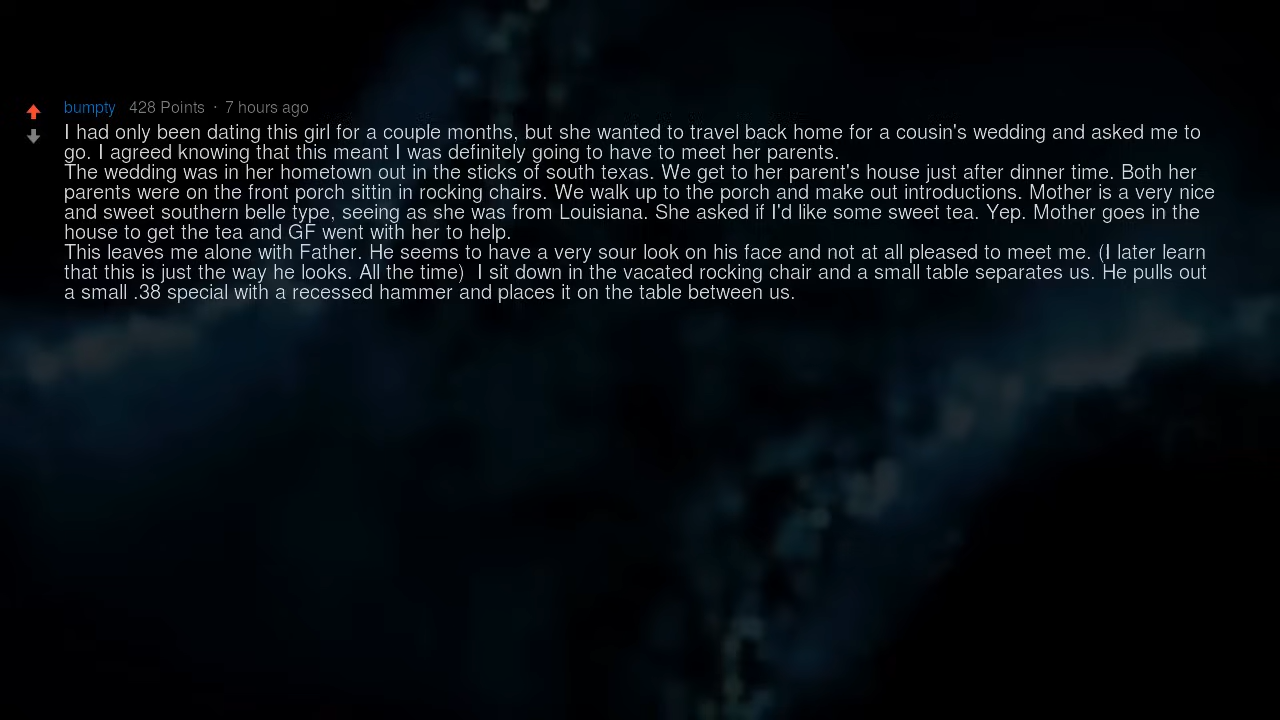 bumpty 428 Points · 7 hours ago
I had only been dating this girl for a couple months, but she wanted to travel back home for a cousin's wedding and asked me to
go. I agreed knowing that this meant I was definitely going to have to meet her parents.
The wedding was in her hometown out in the sticks of south texas. We get to her parent's house just after dinner time. Both her
parents were on the front porch sittin in rocking chairs. We walk up to the porch and make out introductions. Mother is a very nice
and sweet southern belle type, seeing as she was from Louisiana. She asked if I'd like some sweet tea. Yep. Mother goes in the
house to get the tea and GF went with her to help.
This leaves me alone with Father. He seems to have a very sour look on his face and not at all pleased to meet me. (I later learn
that this is just the way he looks. All the time)  I sit down in the vacated rocking chair and a small table separates us. He pulls out
a small .38 special with a recessed hammer and places it on the table between us.